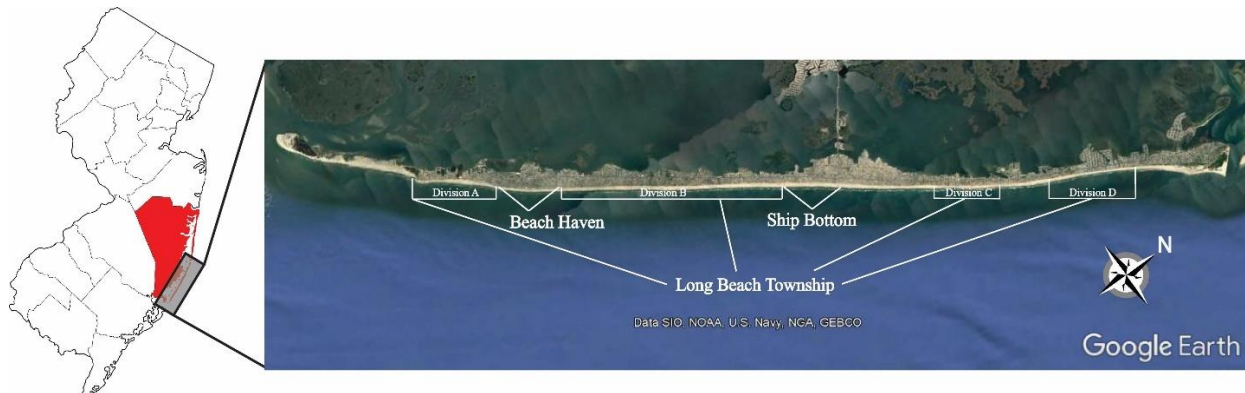 Division A
Division B
Division C
Division D
Beach Haven
Ship Bottom
Long Beach Township
N
Data SIO, NOAA, U.S. Navy, NGA, GEBCO
Google Earth